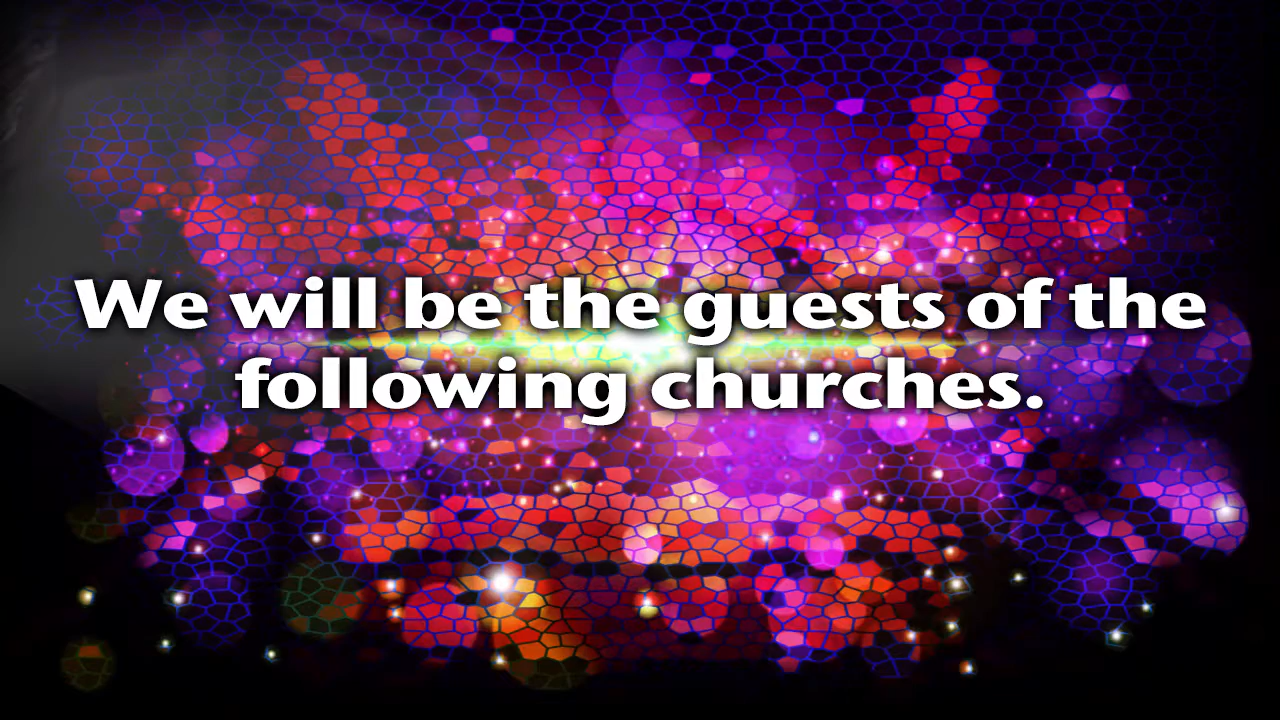 We will be the guests of the
following churches.